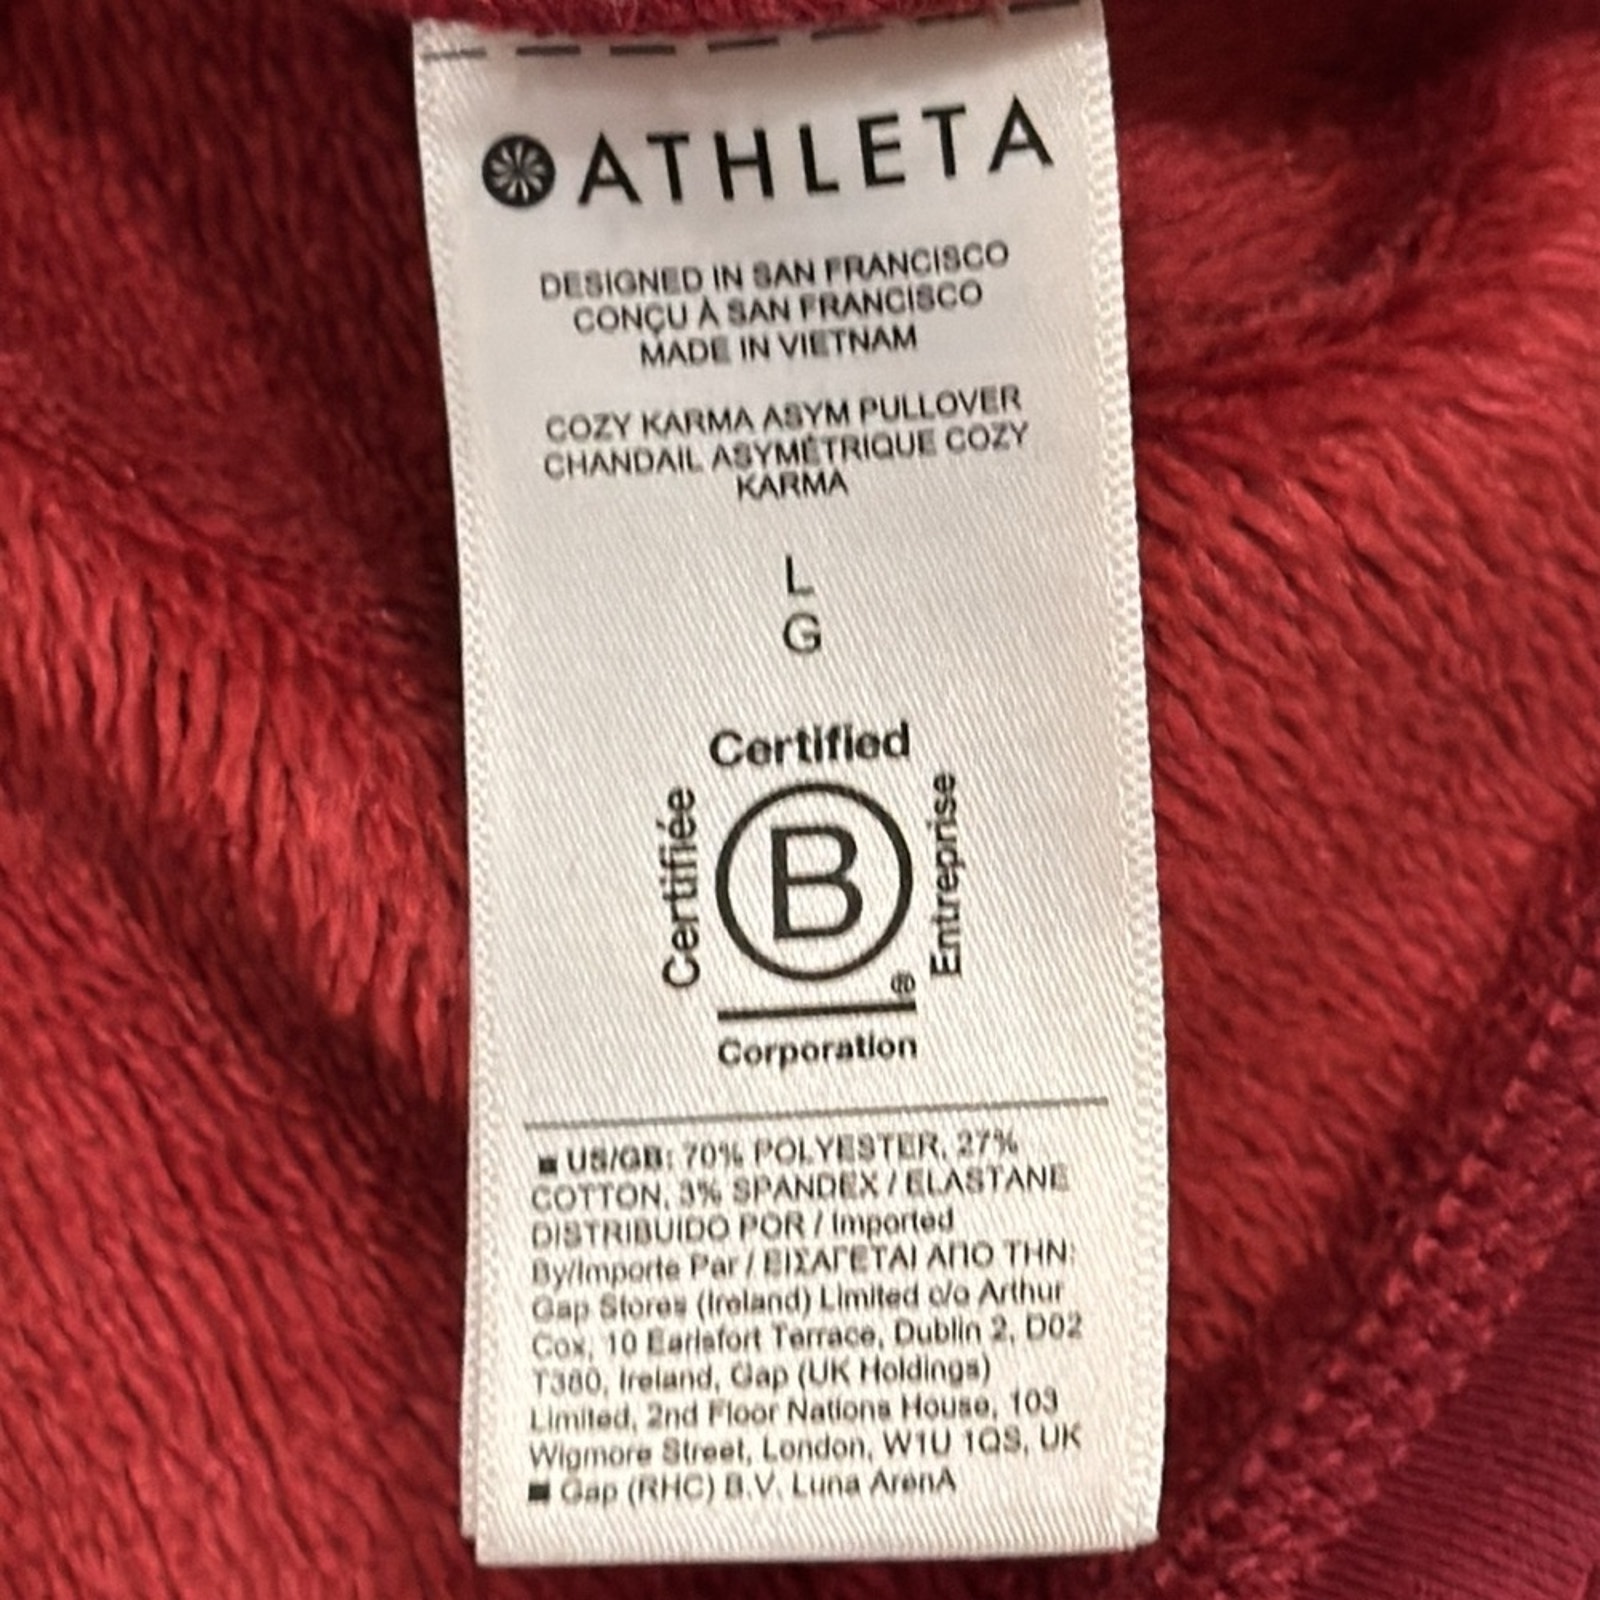 ATHLETA
DESIGNED IN SAN FRANCISCO
CONÇU À SAN FRANCISCO
MADE IN VIETNAM
COZY KARMA ASYM PULLOVER
CHANDAIL ASYMÉTRIQUE COZY
KARMA
L
G
Certified
Certifiée
B
®
Entreprise
Corporation
■ US/GB: 70% POLYESTER, 27%
COTTON, 3% SPANDEX / ELASTANE
DISTRIBUIDO POR / Imported
By/Importe Par / ΕΙΣΑΓΕΤΑΙ ΑΠΟ ΤΗΝ:
Gap Stores (Ireland) Limited c/o Arthur
Cox, 10 Earlsfort Terrace, Dublin 2, D02
T380, Ireland, Gap (UK Holdings)
Limited, 2nd Floor Nations House, 103
Wigmore Street, London, W1U 1QS, UK
■ Gap (RHC) B.V. Luna ArenA